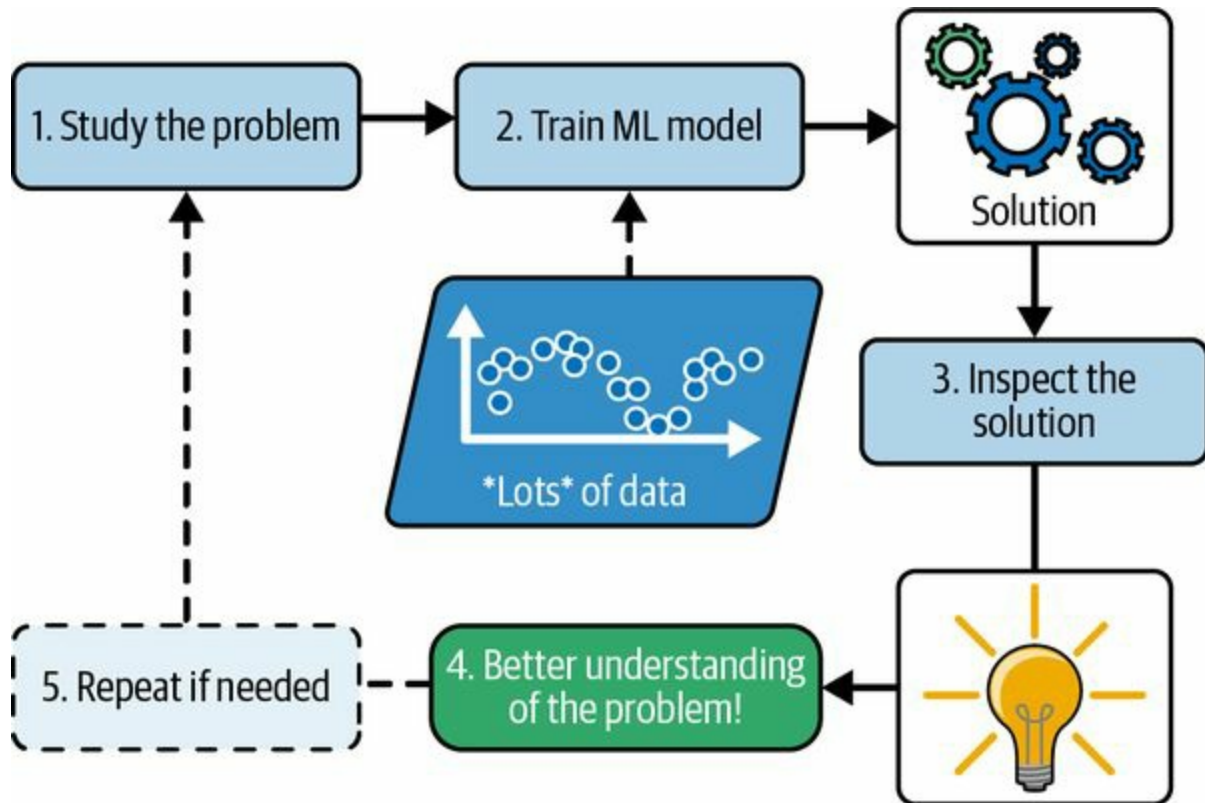 1. Study the problem
2. Train ML model
Solution
*Lots* of data
3. Inspect the
solution
4. Better understanding
of the problem!
5. Repeat if needed